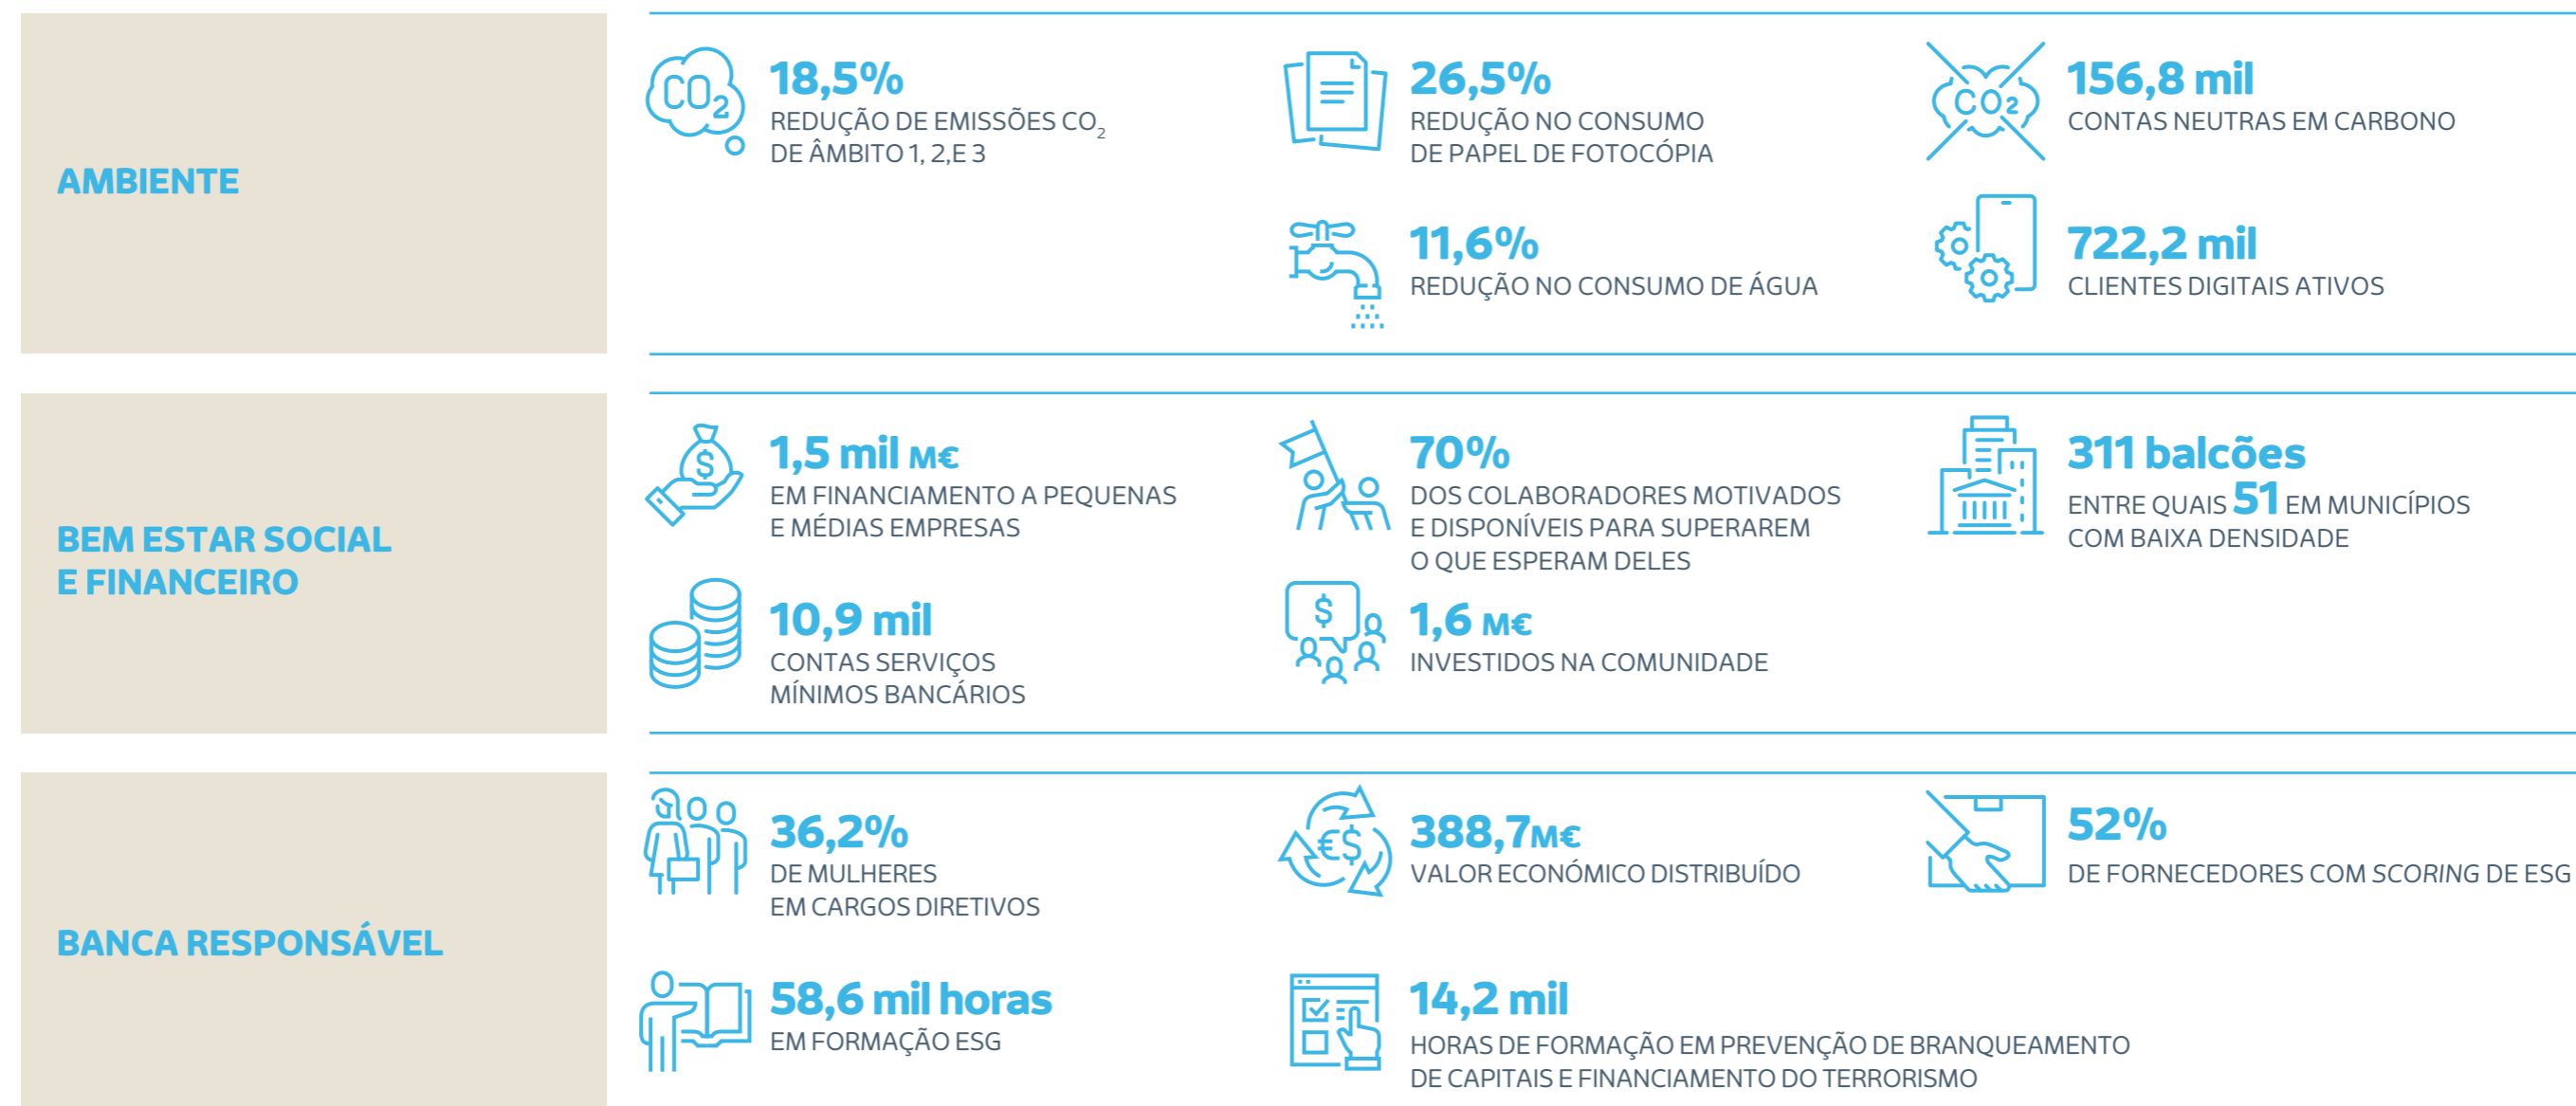 AMBIENTE
CO2
18,5%
REDUÇÃO DE EMISSÕES CO2
DE ÂMBITO 1, 2,E 3
26,5%
REDUÇÃO NO CONSUMO
DE PAPEL DE FOTOCÓPIA
CO2
156,8 mil
CONTAS NEUTRAS EM CARBONO
11,6%
REDUÇÃO NO CONSUMO DE ÁGUA
722,2 mil
CLIENTES DIGITAIS ATIVOS
BEM ESTAR SOCIAL
E FINANCEIRO
$
1,5 mil M€
EM FINANCIAMENTO A PEQUENAS
E MÉDIAS EMPRESAS
70%
DOS COLABORADORES MOTIVADOS
E DISPONÍVEIS PARA SUPERAREM
O QUE ESPERAM DELES
311 balcões
ENTRE QUAIS 51 EM MUNICÍPIOS
COM BAIXA DENSIDADE
10,9 mil
CONTAS SERVIÇOS
MÍNIMOS BANCÁRIOS
$
1,6 M€
INVESTIDOS NA COMUNIDADE
BANCA RESPONSÁVEL
36,2%
DE MULHERES
EM CARGOS DIRETIVOS
€$
388,7M€
VALOR ECONÓMICO DISTRIBUÍDO
52%
DE FORNECEDORES COM SCORING DE ESG
58,6 mil horas
EM FORMAÇÃO ESG
14,2 mil
HORAS DE FORMAÇÃO EM PREVENÇÃO DE BRANQUEAMENTO
DE CAPITAIS E FINANCIAMENTO DO TERRORISMO